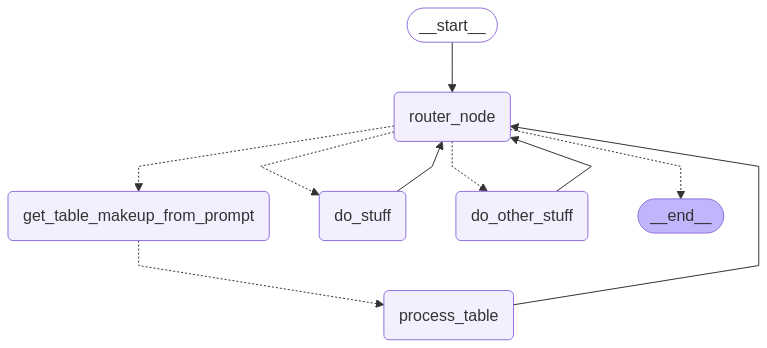 __start__
router_node
get_table_makeup_from_prompt
do_stuff
do_other_stuff
__end__
process_table